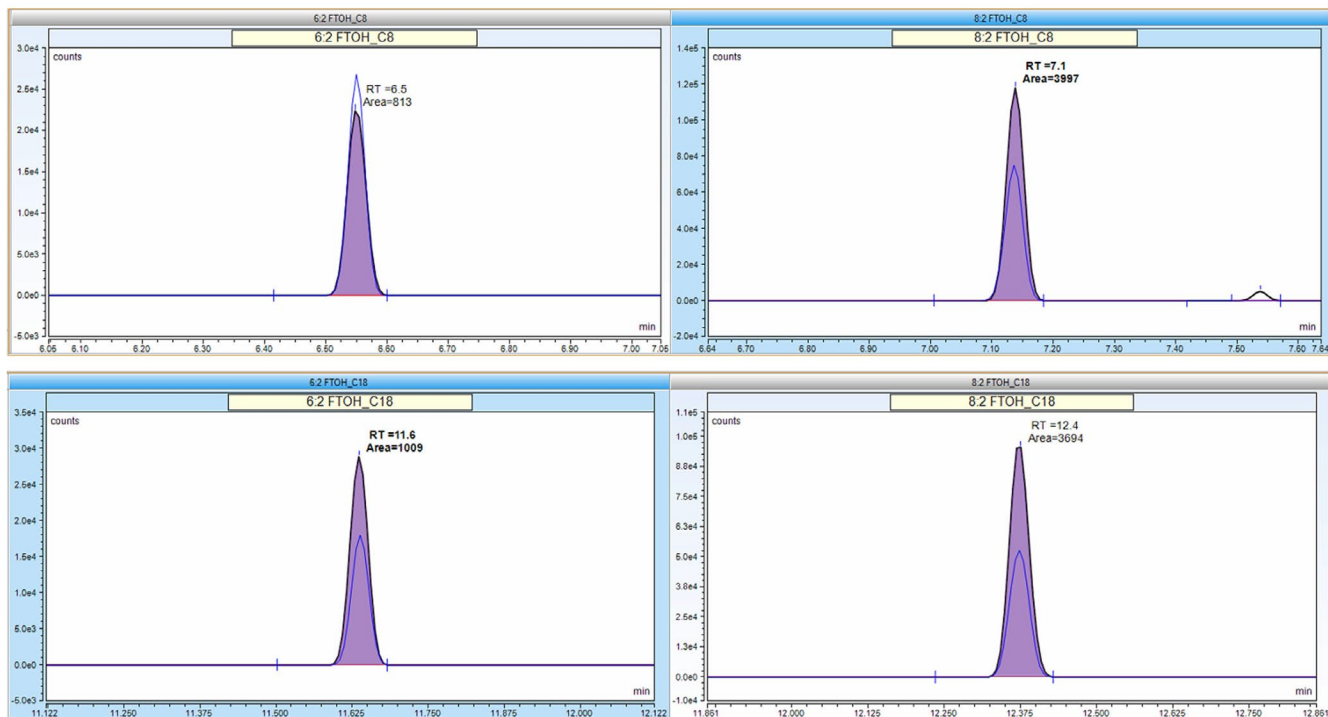 6:2 FTOH_C8
6:2 FTOH_C8
3.0e4
counts
2.5e4
2.0e4
1.5e4
1.0e4
5.0e3
0.0e0
-5.0e3
RT =6.5
Area=813
min
6.05 6.10 6.20 6.30 6.40 6.50 6.60 6.70 6.80 6.90 7.00 7.05
8:2 FTOH_C8
8:2 FTOH_C8
1.4e5
counts
1.2e5
1.0e5
8.0e4
6.0e4
4.0e4
2.0e4
0.0e0
-2.0e4
RT =7.1
Area=3997
min
6.64 6.70 6.80 6.90 7.00 7.10 7.20 7.30 7.40 7.50 7.60 7.64
6:2 FTOH_C18
6:2 FTOH_C18
3.5e4
counts
3.0e4
2.5e4
2.0e4
1.5e4
1.0e4
5.0e3
0.0e0
-5.0e3
RT =11.6
Area=1009
min
11.122 11.250 11.375 11.500 11.625 11.750 11.875 12.000 12.122
8:2 FTOH_C18
8:2 FTOH_C18
1.1e5
counts
1.0e5
8.8e4
7.5e4
6.3e4
5.0e4
3.8e4
2.5e4
1.3e4
0.0e0
-1.0e4
RT =12.4
Area=3694
min
11.861 12.000 12.125 12.250 12.375 12.500 12.625 12.750 12.861